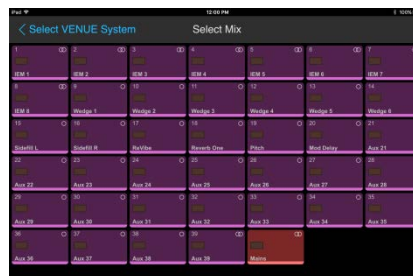 iPad 12:00 PM 100%
< Select VENUE System Select Mix
1 2 3 4 5 6 7
IEM 1 IEM 2 IEM 3 IEM 4 IEM 5 IEM 6 IEM 7
8 9 10 11 12 13 14
IEM 8 Wedge 1 Wedge 2 Wedge 3 Wedge 4 Wedge 5 Wedge 6
15 16 17 18 19 20 21
Sidefill L Sidefill R ReVibe Reverb One Pitch Mod Delay Aux 21
22 23 24 25 26 27 28
Aux 22 Aux 23 Aux 24 Aux 25 Aux 26 Aux 27 Aux 28
29 30 31 32 33 34 35
Aux 29 Aux 30 Aux 31 Aux 32 Aux 33 Aux 34 Aux 35
36 37 38 39
Aux 36 Aux 37 Aux 38 Aux 39 Mains